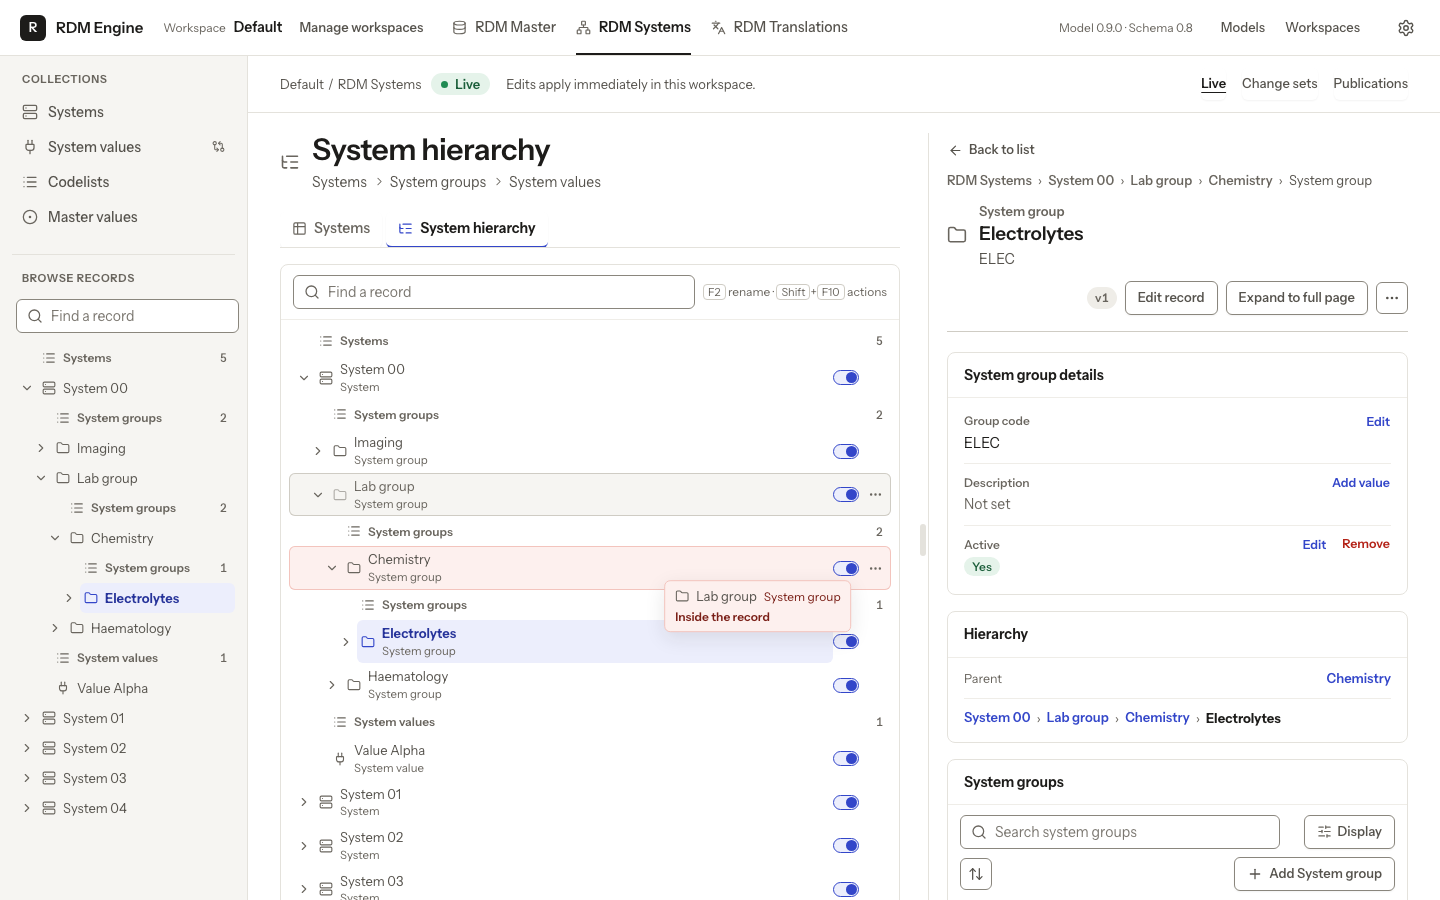 R RDM Engine Workspace Default Manage workspaces RDM Master RDM Systems RDM Translations Model 0.9.0 · Schema 0.8 Models Workspaces
COLLECTIONS
Systems
System values
Codelists
Master values
BROWSE RECORDS
Find a record
Systems 5
System 00
System groups 2
Imaging
Lab group
System groups 2
Chemistry
System groups 1
Electrolytes
Haematology
System values 1
Value Alpha
System 01
System 02
System 03
System 04
Default / RDM Systems Live Edits apply immediately in this workspace. Live Change sets Publications
System hierarchy
Systems › System groups › System values
Systems System hierarchy
Find a record F2 rename · Shift + F10 actions
Systems 5
System 00
System
System groups 2
Imaging
System group
Lab group
System group
System groups 2
Chemistry
System group
Lab group System group
Inside the record
System groups 1
Electrolytes
System group
Haematology
System group
System values 1
Value Alpha
System value
System 01
System
System 02
System
System 03
System
Back to list
RDM Systems › System 00 › Lab group › Chemistry › System group
System group
Electrolytes
ELEC
v1 Edit record Expand to full page
System group details
Group code Edit
ELEC
Description Add value
Not set
Active Edit Remove
Yes
Hierarchy
Parent Chemistry
System 00 › Lab group › Chemistry › Electrolytes
System groups
Search system groups Display
Add System group